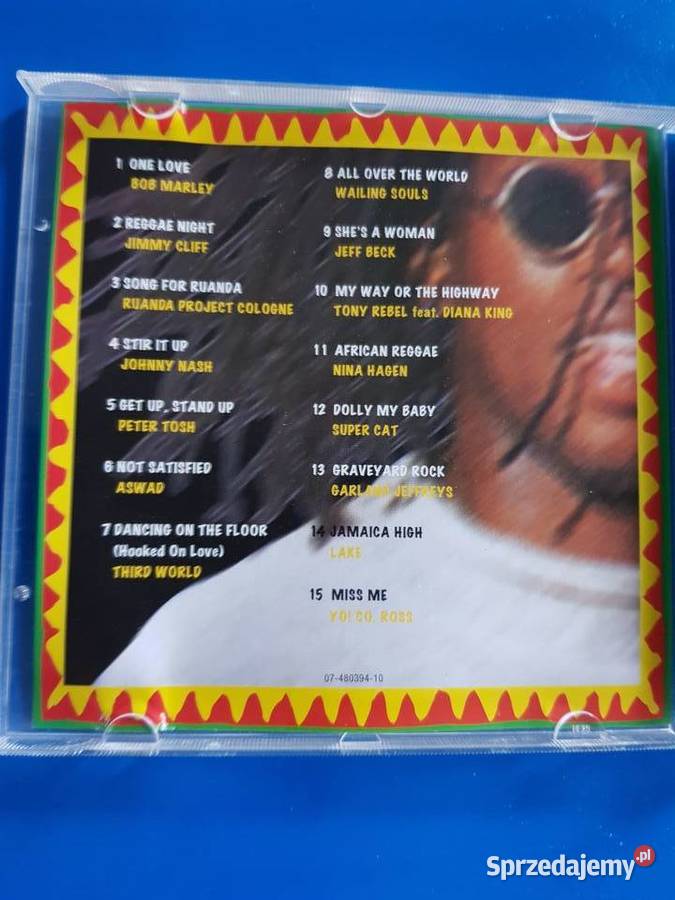 1 ONE LOVE
BOB MARLEY
2 REGGAE NIGHT
JIMMY CLIFF
3 SONG FOR RUANDA
RUANDA PROJECT COLOGNE
4 STIR IT UP
JOHNNY NASH
5 GET UP, STAND UP
PETER TOSH
6 NOT SATISFIED
ASWAD
7 DANCING ON THE FLOOR
(Hooked On Love)
THIRD WORLD
8 ALL OVER THE WORLD
WAILING SOULS
9 SHE'S A WOMAN
JEFF BECK
10 MY WAY OR THE HIGHWAY
TONY REBEL feat. DIANA KING
11 AFRICAN REGGAE
NINA HAGEN
12 DOLLY MY BABY
SUPER CAT
13 GRAVEYARD ROCK
GARLAND JEFFREYS
14 JAMAICA HIGH
LAKE
15 MISS ME
YO! CO. ROSS
07-480394-10
Sprzedajemy.pl